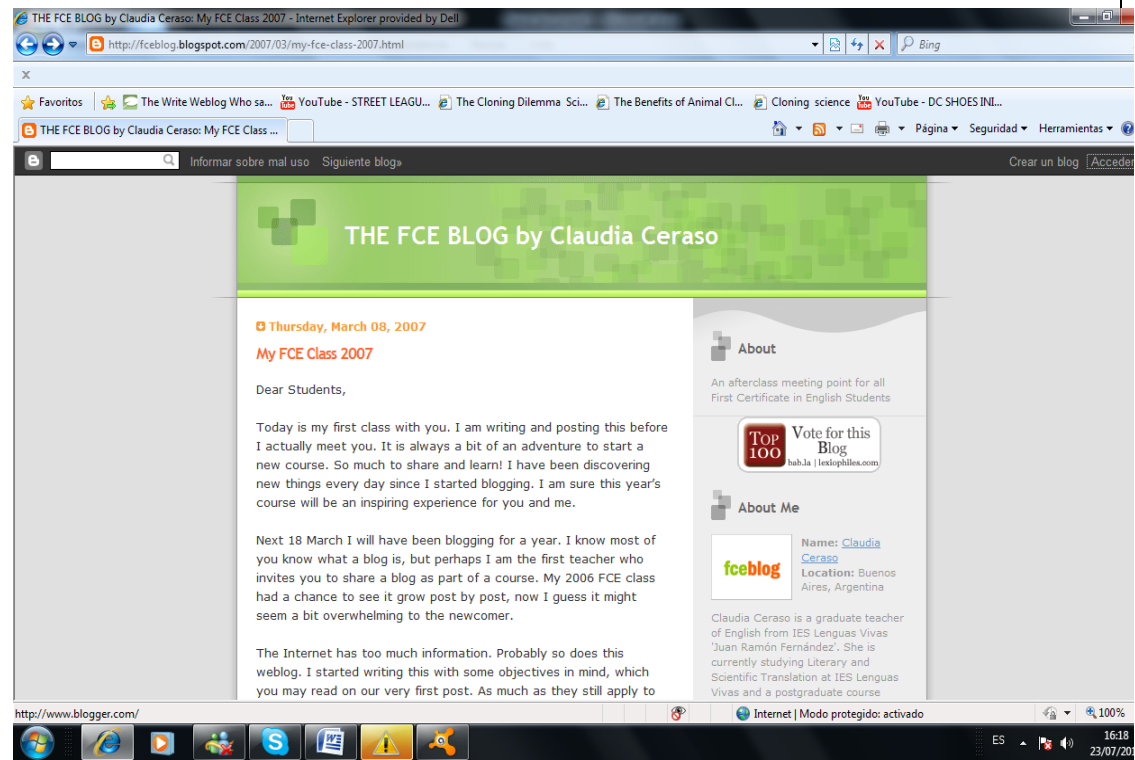 THE FCE BLOG by Claudia Ceraso: My FCE Class 2007 - Internet Explorer provided by Dell
http://fceblog.blogspot.com/2007/03/my-fce-class-2007.html
Bing
x
Favoritos The Write Weblog Who sa... YouTube - STREET LEAGU... The Cloning Dilemma Sci... The Benefits of Animal Cl... Cloning science YouTube - DC SHOES INI...
THE FCE BLOG by Claudia Ceraso: My FCE Class ... Página Seguridad Herramientas
Informar sobre mal uso Siguiente blog» Crear un blog Acceder
THE FCE BLOG by Claudia Ceraso
Thursday, March 08, 2007
My FCE Class 2007
Dear Students,
Today is my first class with you. I am writing and posting this before
I actually meet you. It is always a bit of an adventure to start a
new course. So much to share and learn! I have been discovering
new things every day since I started blogging. I am sure this year's
course will be an inspiring experience for you and me.
Next 18 March I will have been blogging for a year. I know most of
you know what a blog is, but perhaps I am the first teacher who
invites you to share a blog as part of a course. My 2006 FCE class
had a chance to see it grow post by post, now I guess it might
seem a bit overwhelming to the newcomer.
The Internet has too much information. Probably so does this
weblog. I started writing this with some objectives in mind, which
you may read on our very first post. As much as they still apply to
About
An afterclass meeting point for all
First Certificate in English Students
TOP
100
Vote for this
Blog
bab.la | lexiophiles.com
About Me
fceblog
Name: Claudia
Ceraso
Location: Buenos
Aires, Argentina
Claudia Ceraso is a graduate teacher
of English from IES Lenguas Vivas
'Juan Ramón Fernández'. She is
currently studying Literary and
Scientific Translation at IES Lenguas
Vivas and a postgraduate course
http://www.blogger.com/ Internet | Modo protegido: activado 100%
ES 16:18
23/07/201